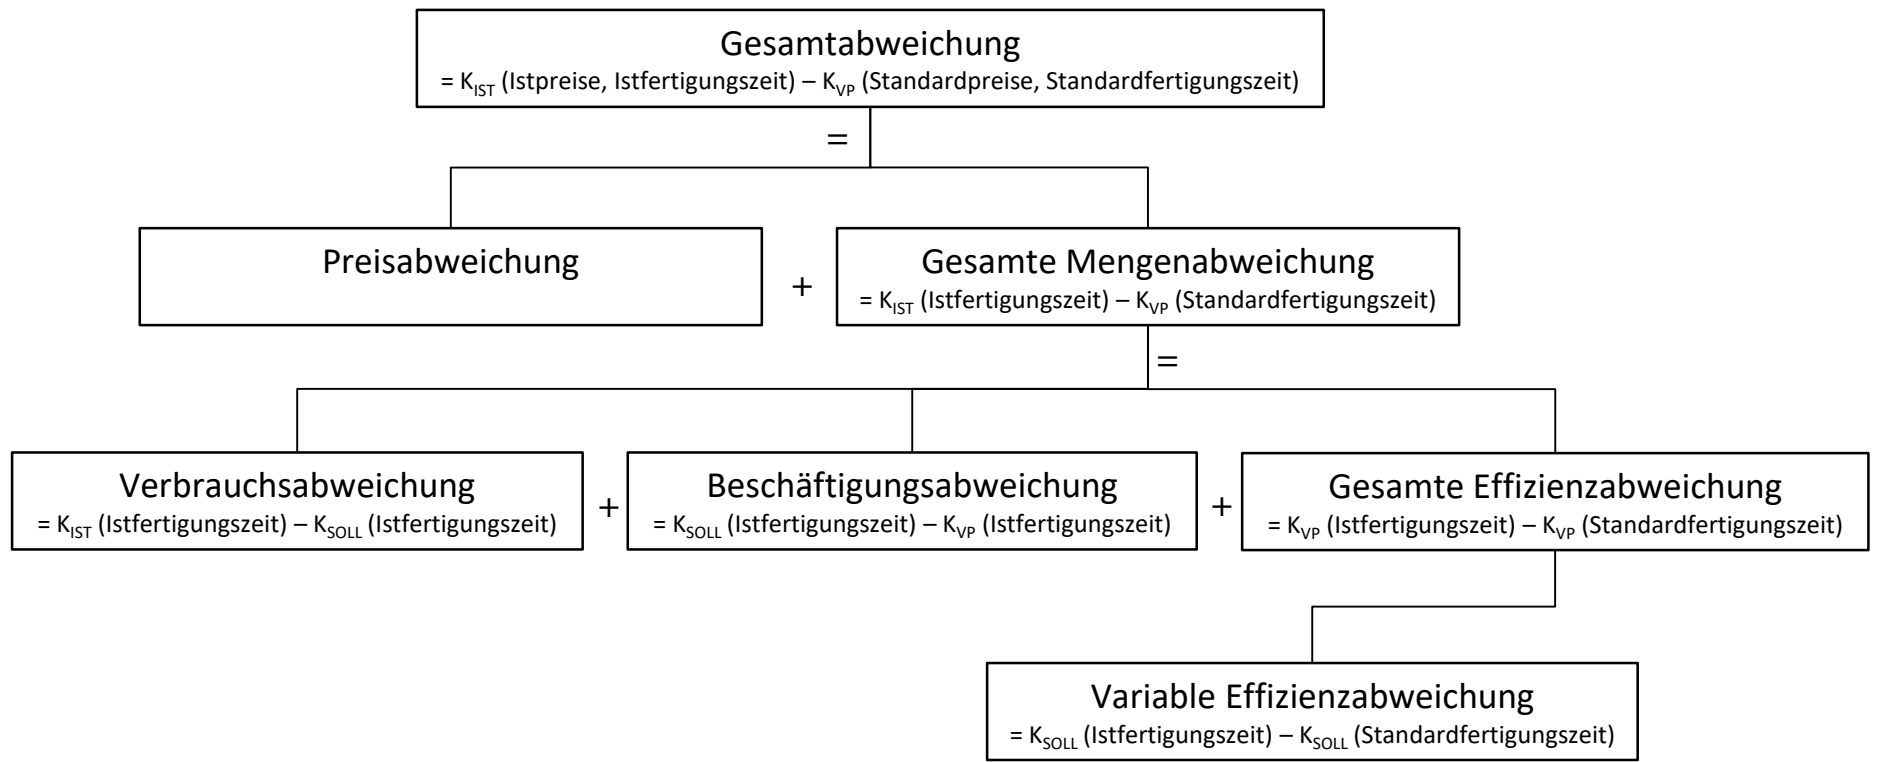 Gesamtabweichung
= K_IST (Istpreise, Istfertigungszeit) – K_VP (Standardpreise, Standardfertigungszeit)
=
Preisabweichung
+
Gesamte Mengenabweichung
= K_IST (Istfertigungszeit) – K_VP (Standardfertigungszeit)
=
Verbrauchsabweichung
= K_IST (Istfertigungszeit) – K_SOLL (Istfertigungszeit)
+
Beschäftigungsabweichung
= K_SOLL (Istfertigungszeit) – K_VP (Istfertigungszeit)
+
Gesamte Effizienzabweichung
= K_VP (Istfertigungszeit) – K_VP (Standardfertigungszeit)
Variable Effizienzabweichung
= K_SOLL (Istfertigungszeit) – K_SOLL (Standardfertigungszeit)